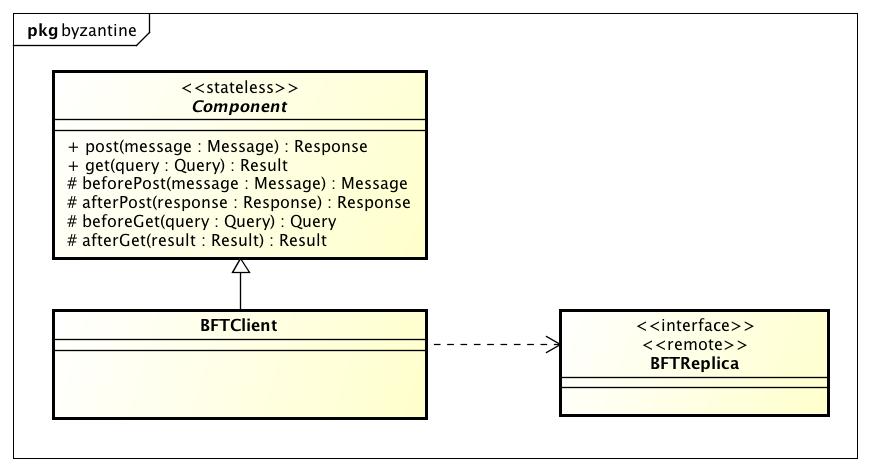 pkg byzantine
<<stateless>>
Component
+ post(message : Message) : Response
+ get(query : Query) : Result
# beforePost(message : Message) : Message
# afterPost(response : Response) : Response
# beforeGet(query : Query) : Query
# afterGet(result : Result) : Result
BFTClient
<<interface>>
<<remote>>
BFTReplica